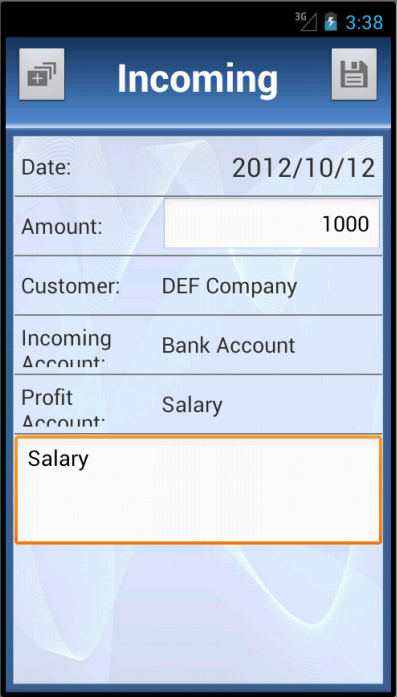 3G 3:38
Incoming
Date: 2012/10/12
Amount: 1000
Customer: DEF Company
Incoming
Account: Bank Account
Profit
Account: Salary
Salary